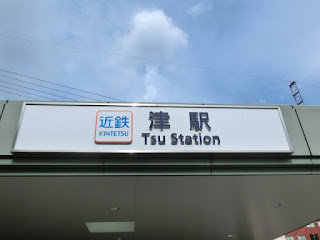 近鉄
KINTETSU
津駅
Tsu Station